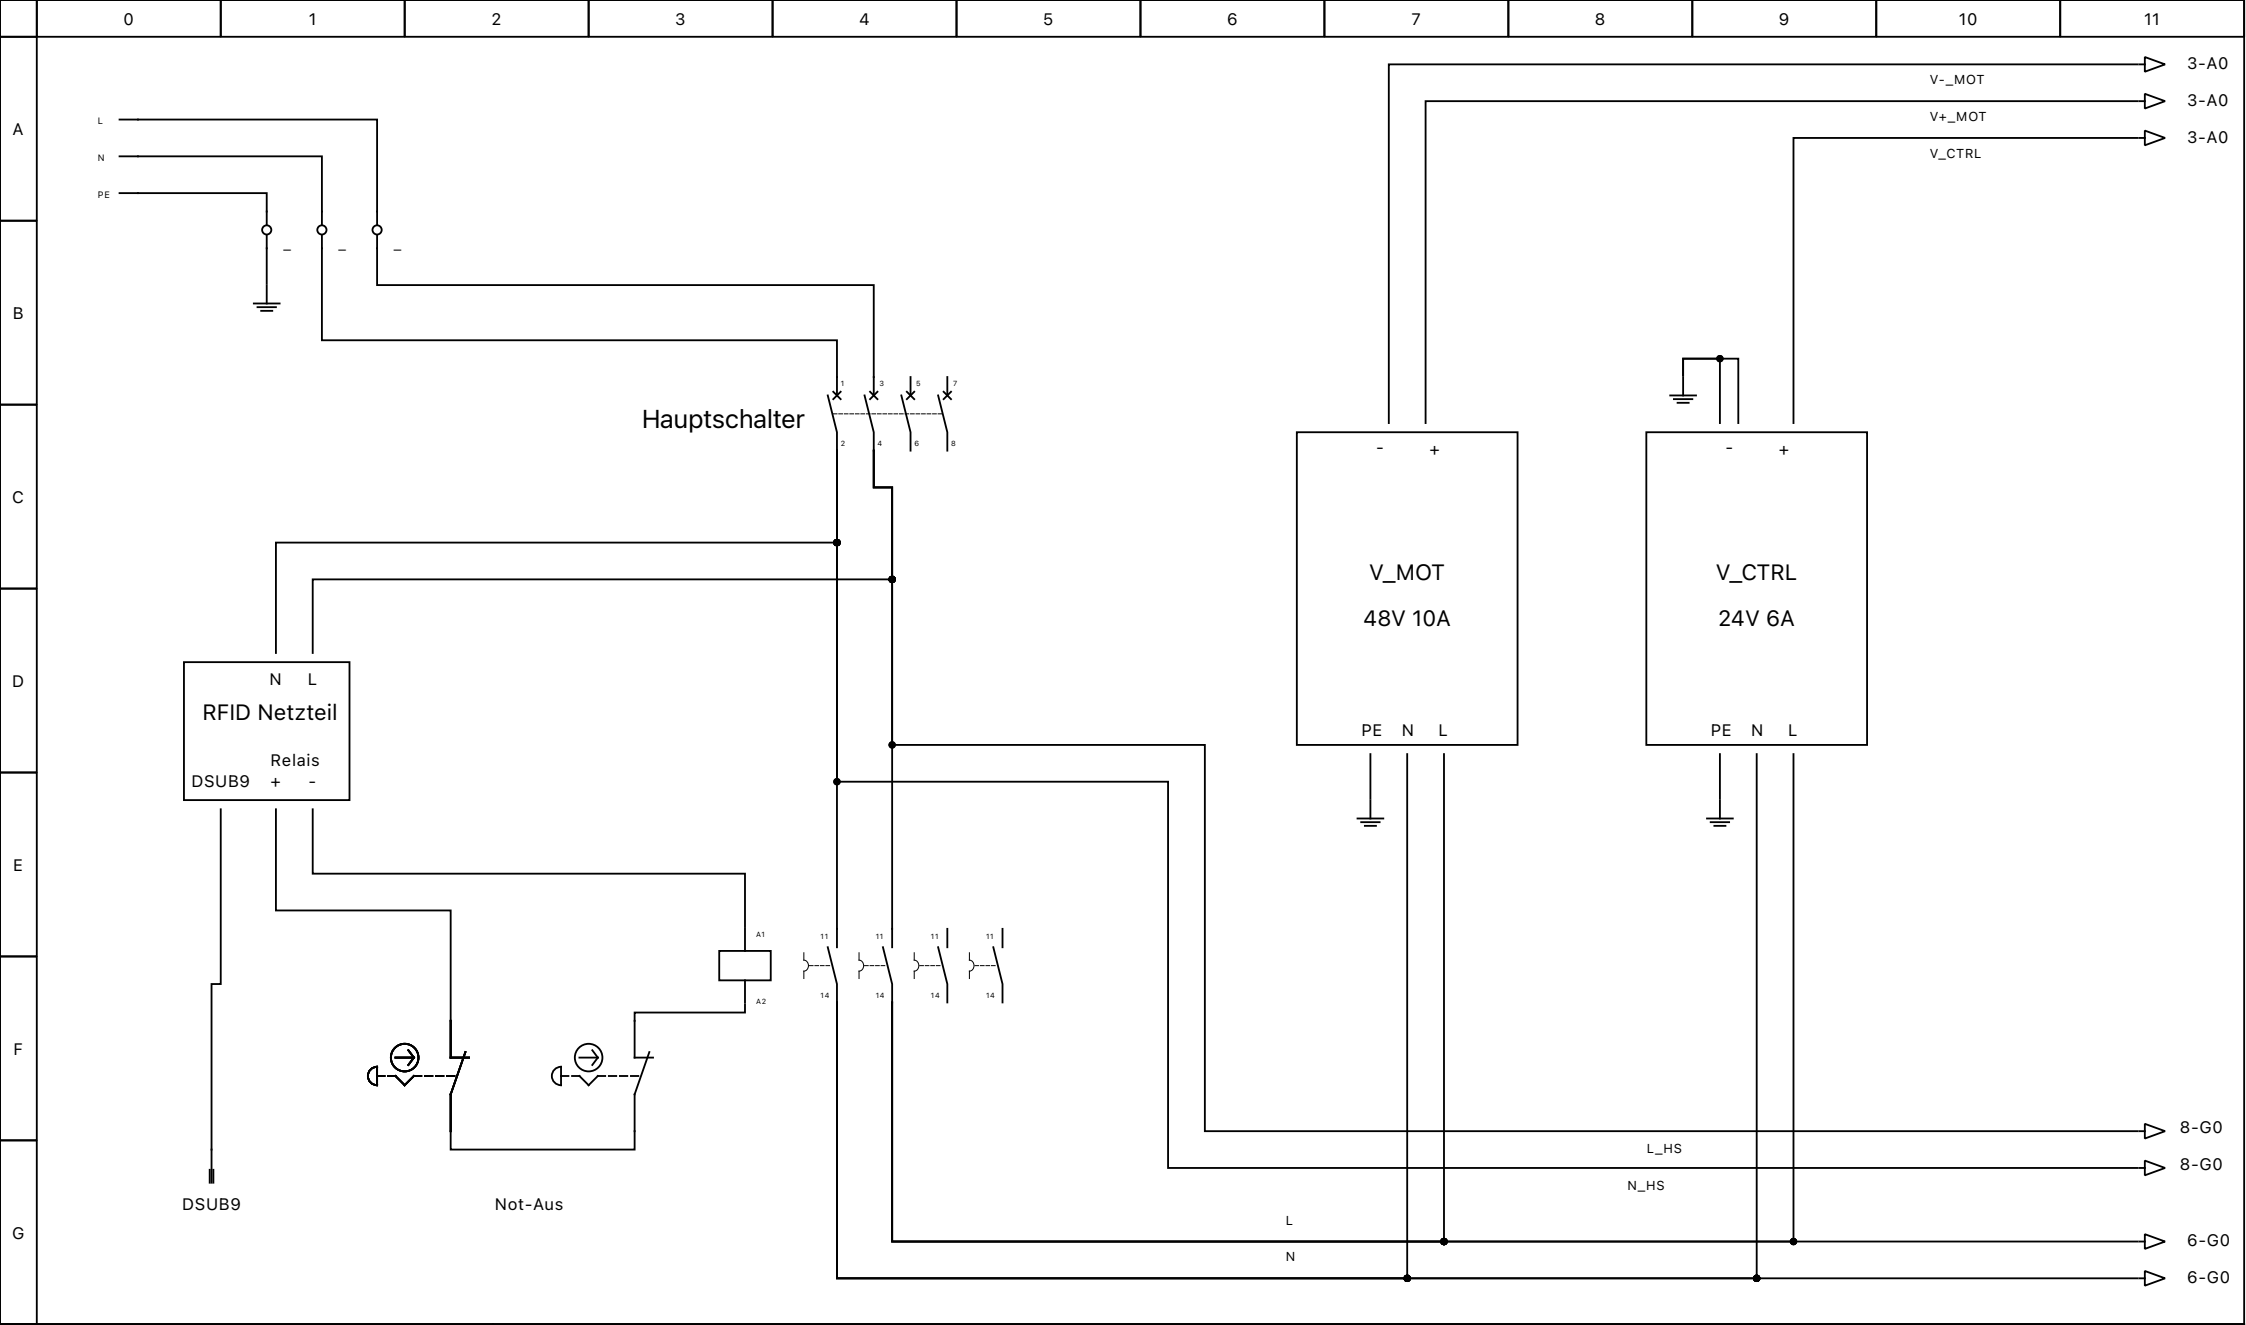 0 1 2 3 4 5 6 7 8 9 10 11
3-A0
V-_MOT
3-A0
V+_MOT
3-A0
V_CTRL
A
L
N
PE
– – –
B
1 3 5 7
Hauptschalter
2 4 6 8
- +
- +
C
V_MOT
48V 10A
V_CTRL
24V 6A
D
N L
RFID Netzteil
Relais
DSUB9 + -
PE N L
PE N L
E
A1
11 11 11 11
A2
14 14 14 14
F
8-G0
L_HS
8-G0
N_HS
DSUB9
Not-Aus
G
L
6-G0
N
6-G0